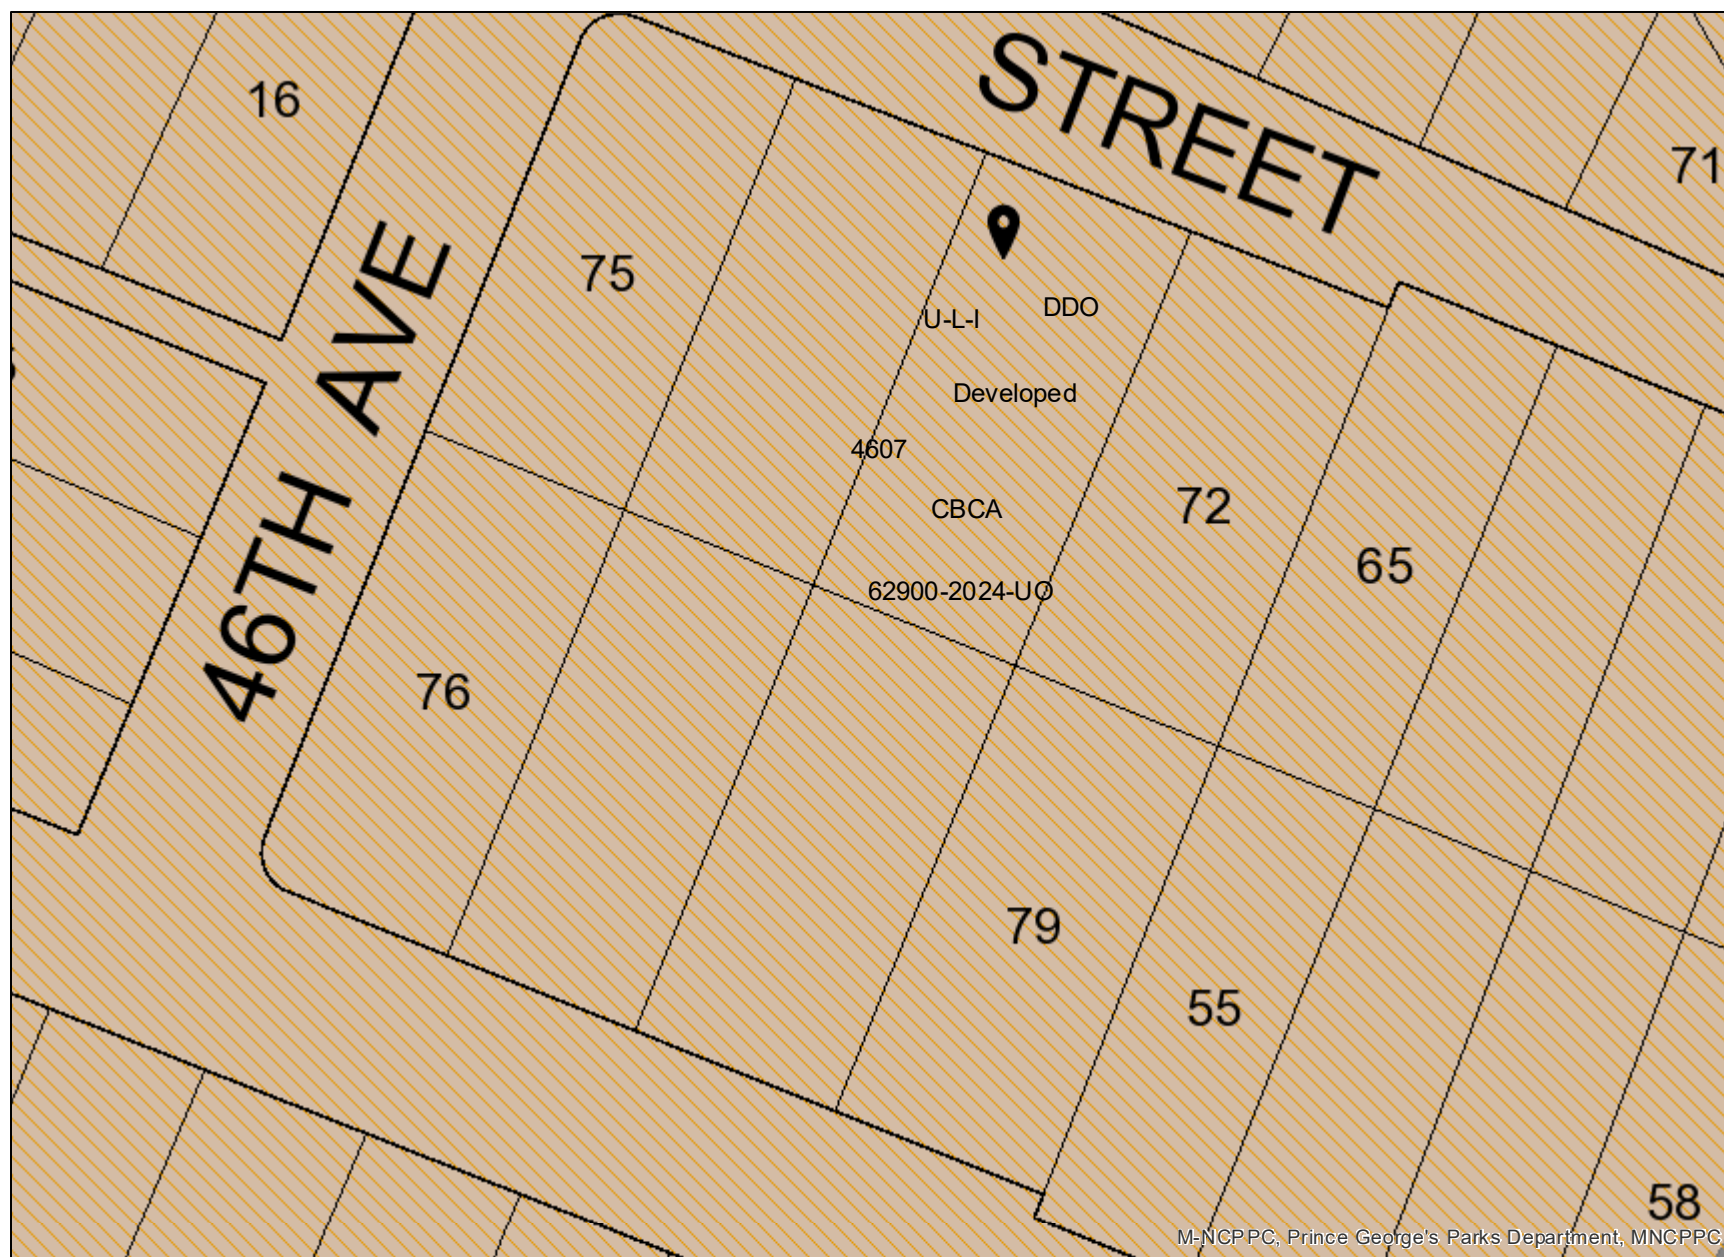 STREET
16
71
46TH AVE
75
U-L-I
DDO
Developed
4607
CBCA
72
65
62900-2024-UO
76
79
55
58
M-NCPPC, Prince George's Parks Department, MNCPPC